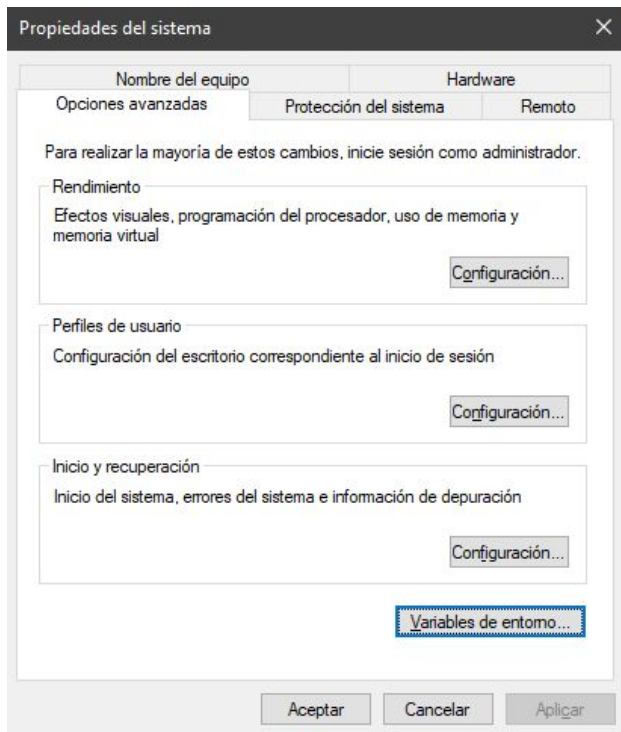 Propiedades del sistema
Nombre del equipo
Hardware
Opciones avanzadas
Protección del sistema
Remoto
Para realizar la mayoría de estos cambios, inicie sesión como administrador.
Rendimiento
Efectos visuales, programación del procesador, uso de memoria y
memoria virtual
Configuración...
Perfiles de usuario
Configuración del escritorio correspondiente al inicio de sesión
Configuración...
Inicio y recuperación
Inicio del sistema, errores del sistema e información de depuración
Configuración...
Variables de entorno...
Aceptar
Cancelar
Aplicar